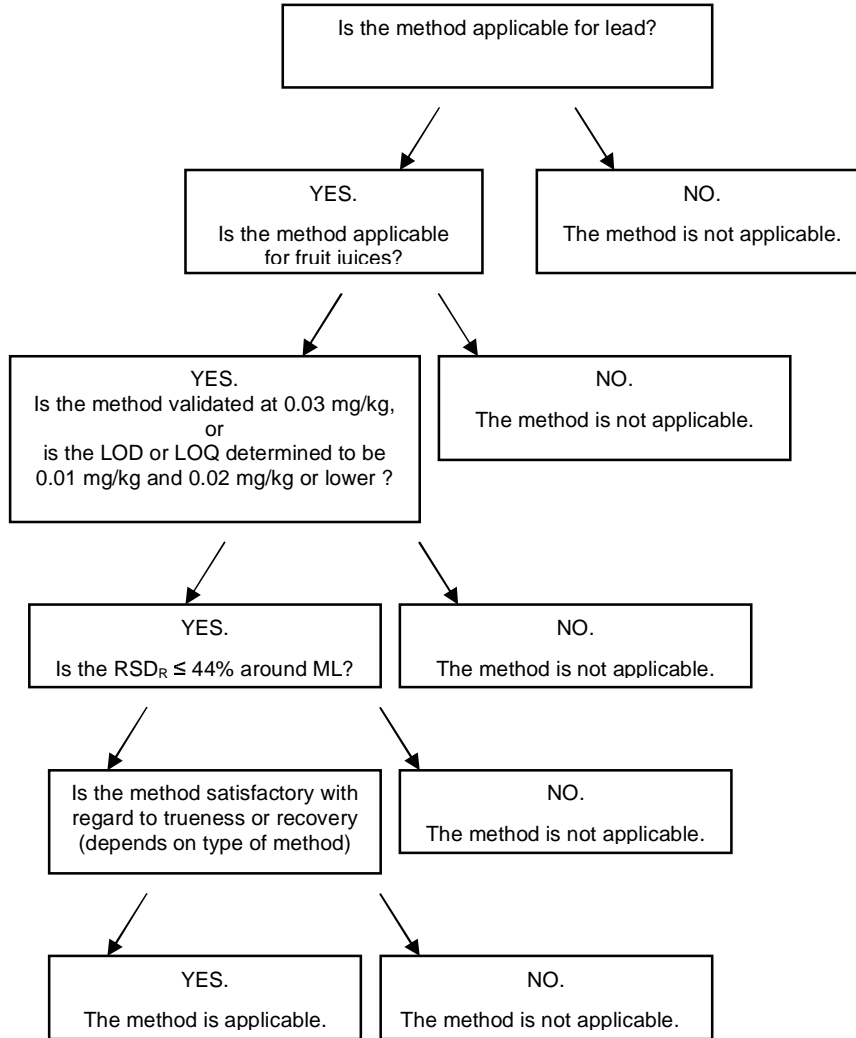 Is the method applicable for lead?
YES.
Is the method applicable
for fruit juices?
NO.
The method is not applicable.
YES.
Is the method validated at 0.03 mg/kg,
or
is the LOD or LOQ determined to be
0.01 mg/kg and 0.02 mg/kg or lower ?
NO.
The method is not applicable.
YES.
Is the RSDR ≤ 44% around ML?
NO.
The method is not applicable.
Is the method satisfactory with
regard to trueness or recovery
(depends on type of method)
NO.
The method is not applicable.
YES.
The method is applicable.
NO.
The method is not applicable.